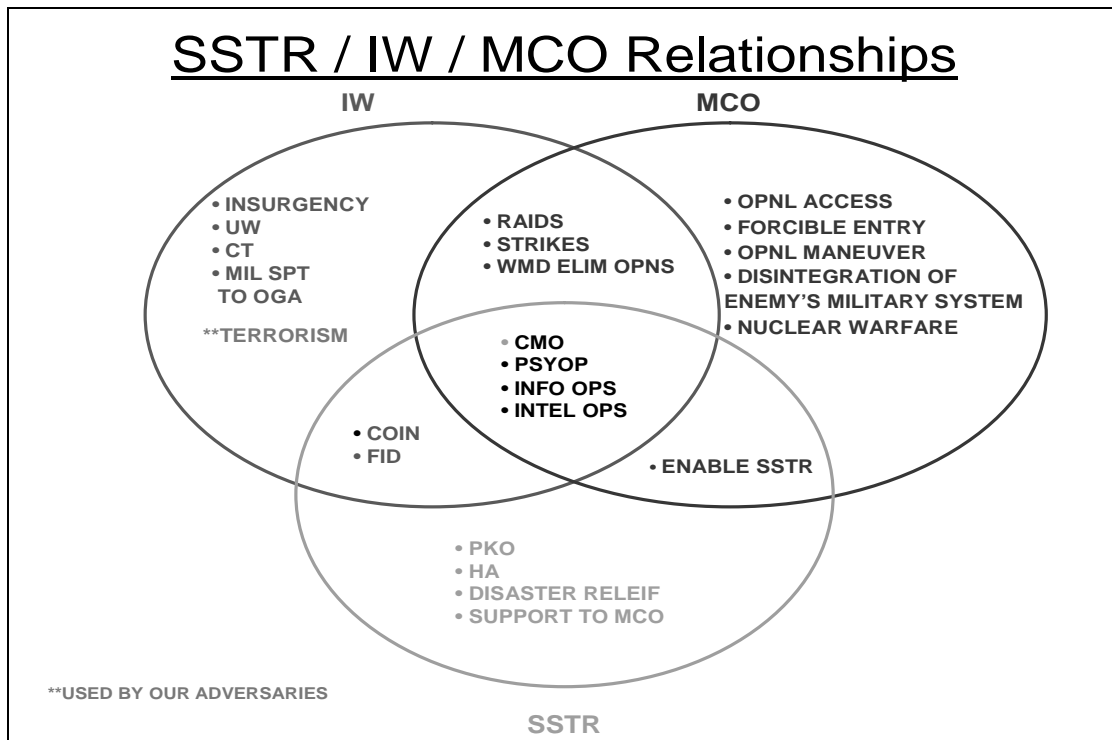 SSTR / IW / MCO Relationships
IW
MCO
• INSURGENCY
• UW
• CT
• MIL SPT
TO OGA
**TERRORISM
• RAIDS
• STRIKES
• WMD ELIM OPNS
• OPNL ACCESS
• FORCIBLE ENTRY
• OPNL MANEUVER
• DISINTEGRATION OF
ENEMY'S MILITARY SYSTEM
• NUCLEAR WARFARE
• CMO
• PSYOP
• INFO OPS
• INTEL OPS
• COIN
• FID
• ENABLE SSTR
• PKO
• HA
• DISASTER RELEIF
• SUPPORT TO MCO
**USED BY OUR ADVERSARIES
SSTR